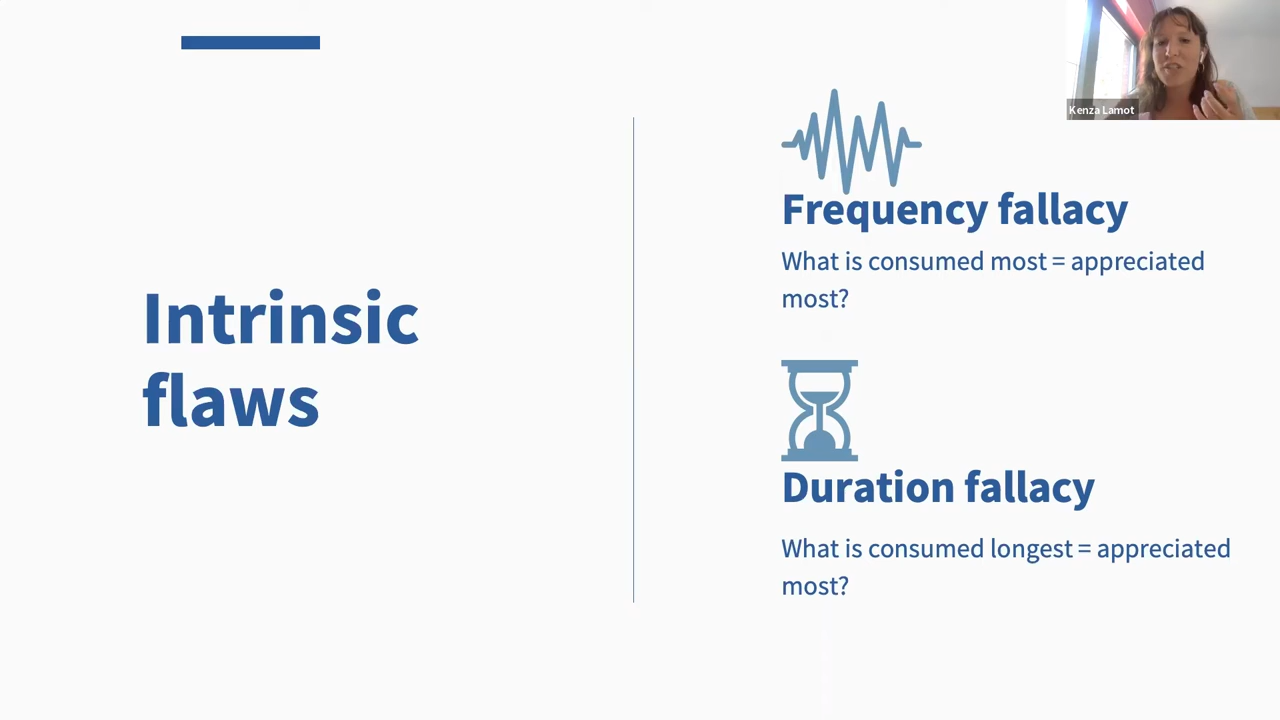 Kenza Lamot
Intrinsic
flaws
Frequency fallacy
What is consumed most = appreciated
most?
Duration fallacy
What is consumed longest = appreciated
most?